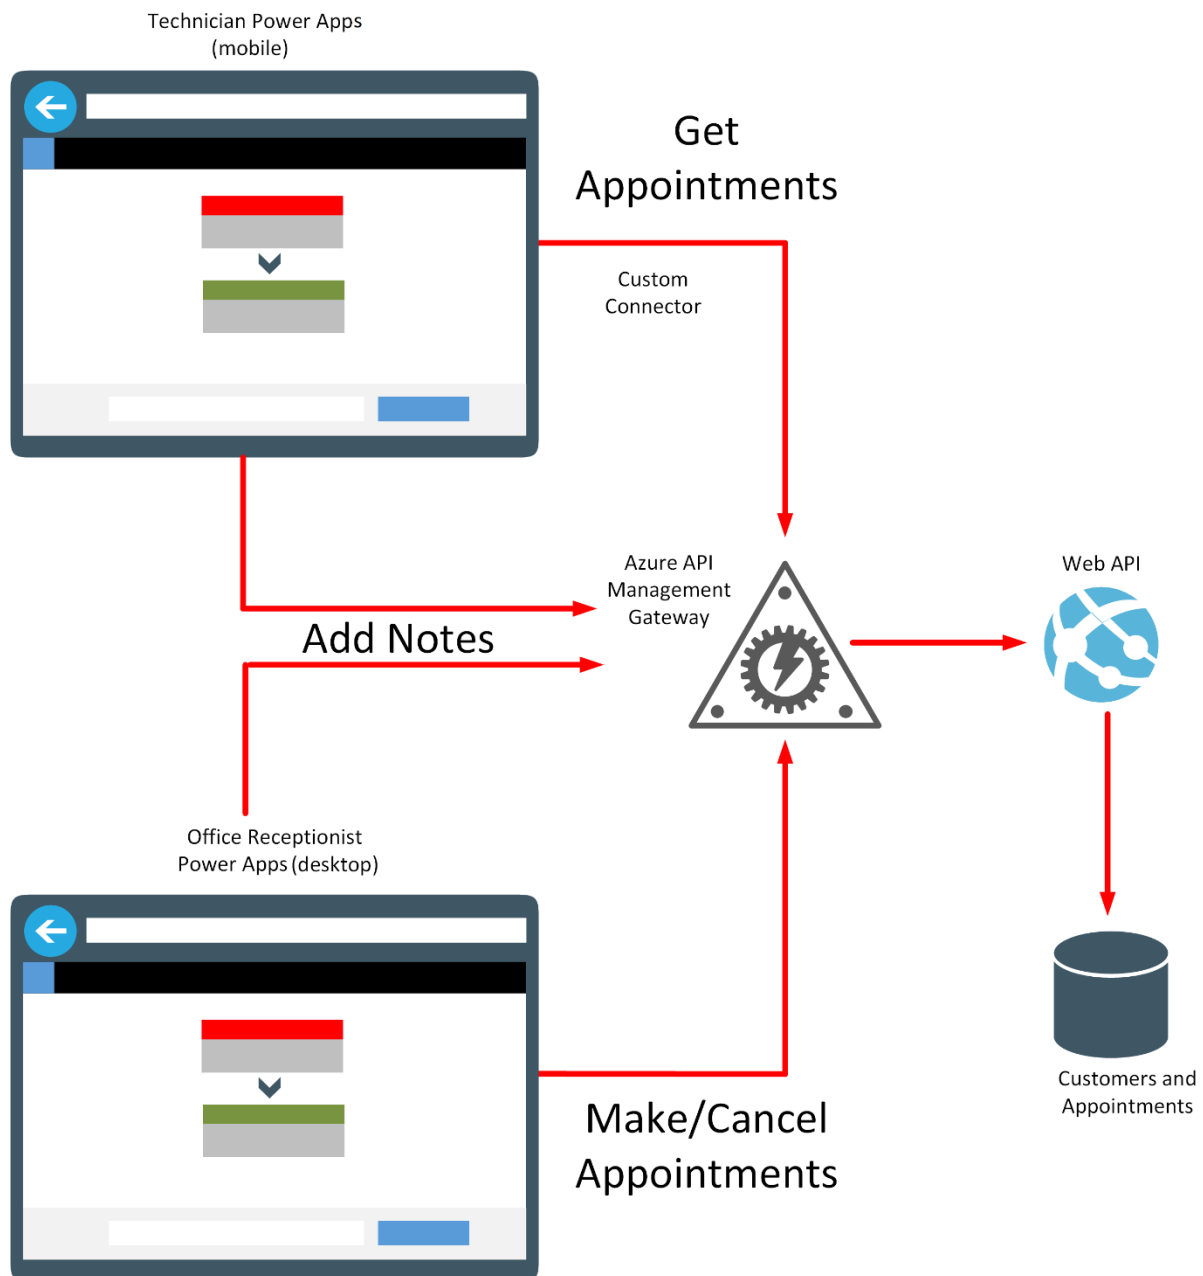 Technician Power Apps
(mobile)
Get
Appointments
Custom
Connector
Azure API
Management
Gateway
Web API
Add Notes
Office Receptionist
Power Apps (desktop)
Customers and
Appointments
Make/Cancel
Appointments